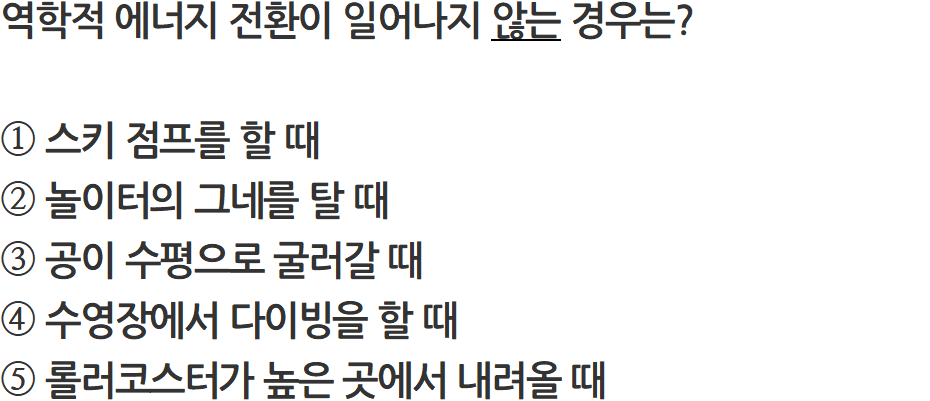 역학적 에너지 전환이 일어나지 않는 경우는?
① 스키 점프를 할 때
② 놀이터의 그네를 탈 때
③ 공이 수평으로 굴러갈 때
④ 수영장에서 다이빙을 할 때
⑤ 롤러코스터가 높은 곳에서 내려올 때